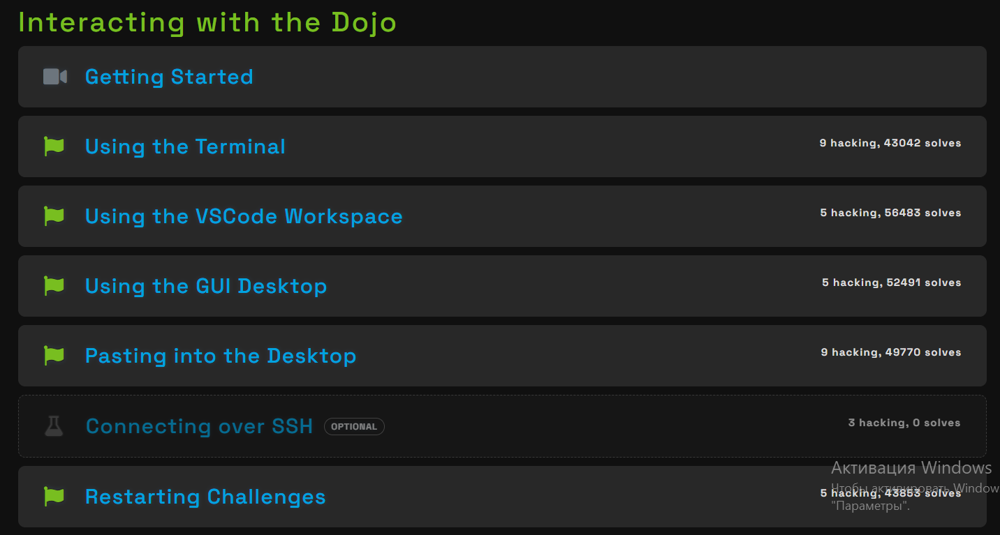 Interacting with the Dojo
Getting Started
Using the Terminal
9 hacking, 43042 solves
Using the VSCode Workspace
5 hacking, 56483 solves
Using the GUI Desktop
5 hacking, 52491 solves
Pasting into the Desktop
9 hacking, 49770 solves
Connecting over SSH OPTIONAL
3 hacking, 0 solves
Активация Windows
Чтобы активировать Window
Restarting Challenges
5 hacking, 43853 solves
"Параметры".